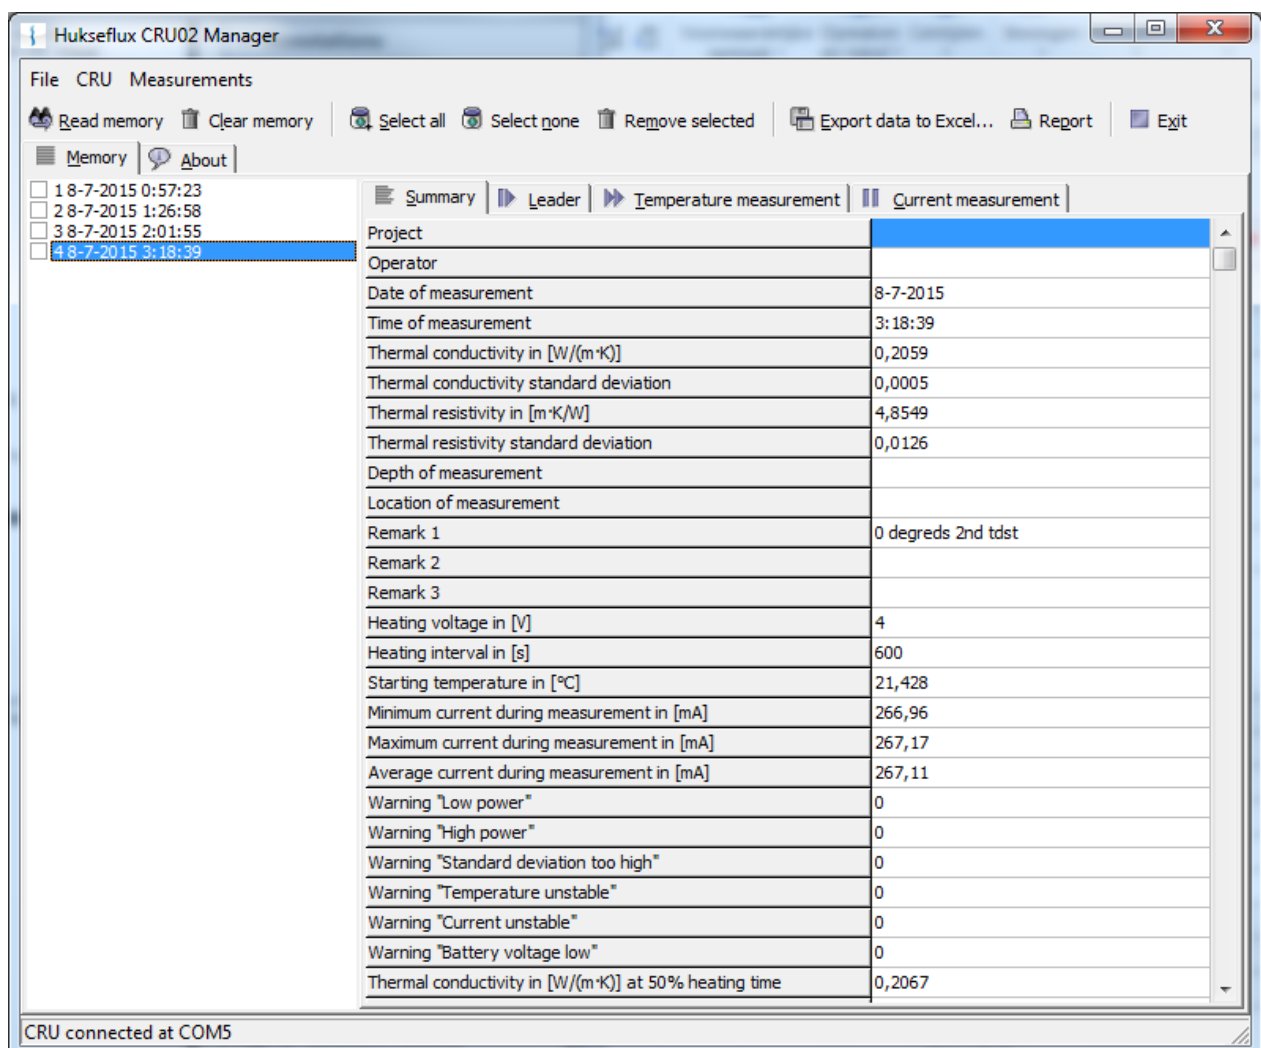 Hukseflux CRU02 Manager
File CRU Measurements
Read memory Clear memory Select all Select none Remove selected Export data to Excel... Report Exit
Memory About
1 8-7-2015 0:57:23
2 8-7-2015 1:26:58
3 8-7-2015 2:01:55
4 8-7-2015 3:18:39
Summary Leader Temperature measurement Current measurement
Project
Operator
Date of measurement 8-7-2015
Time of measurement 3:18:39
Thermal conductivity in [W/(m·K)] 0,2059
Thermal conductivity standard deviation 0,0005
Thermal resistivity in [m·K/W] 4,8549
Thermal resistivity standard deviation 0,0126
Depth of measurement
Location of measurement
Remark 1 0 degreds 2nd tdst
Remark 2
Remark 3
Heating voltage in [V] 4
Heating interval in [s] 600
Starting temperature in [°C] 21,428
Minimum current during measurement in [mA] 266,96
Maximum current during measurement in [mA] 267,17
Average current during measurement in [mA] 267,11
Warning "Low power" 0
Warning "High power" 0
Warning "Standard deviation too high" 0
Warning "Temperature unstable" 0
Warning "Current unstable" 0
Warning "Battery voltage low" 0
Thermal conductivity in [W/(m·K)] at 50% heating time 0,2067
CRU connected at COM5